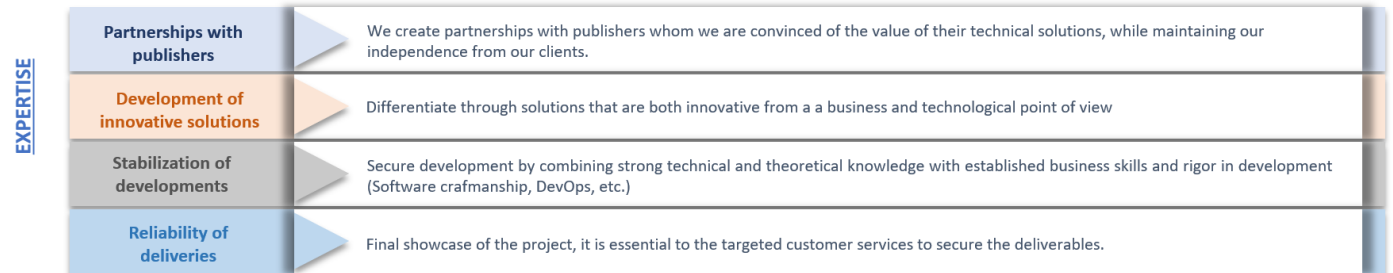 EXPERTISE
Partnerships with
publishers
We create partnerships with publishers whom we are convinced of the value of their technical solutions, while maintaining our
independence from our clients.
Development of
innovative solutions
Differentiate through solutions that are both innovative from a a business and technological point of view
Stabilization of
developments
Secure development by combining strong technical and theoretical knowledge with established business skills and rigor in development
(Software crafmanship, DevOps, etc.)
Reliability of
deliveries
Final showcase of the project, it is essential to the targeted customer services to secure the deliverables.